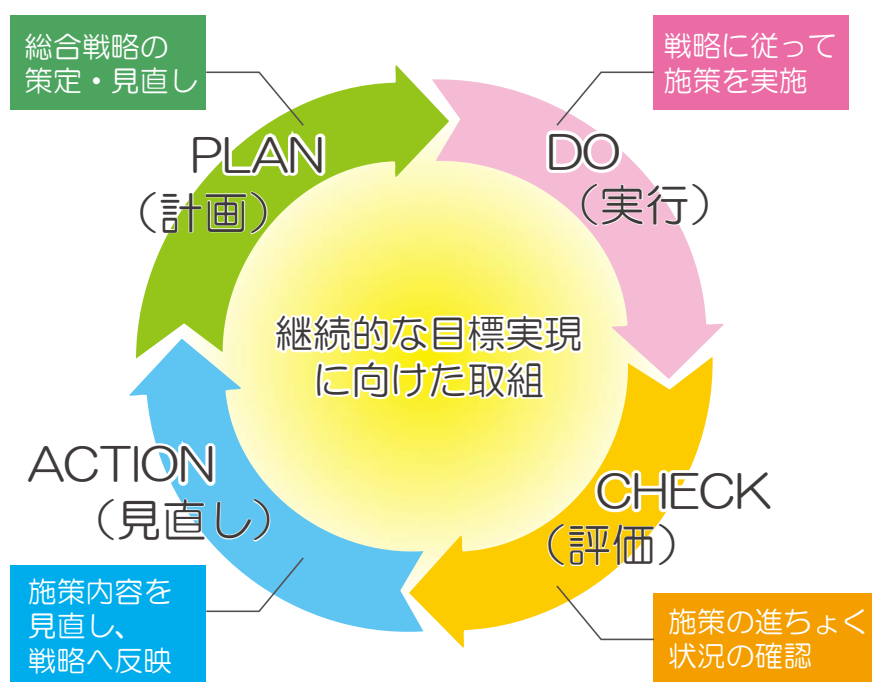 総合戦略の
策定・見直し
戦略に従って
施策を実施
PLAN
（計画）
DO
（実行）
継続的な目標実現
に向けた取組
ACTION
（見直し）
CHECK
（評価）
施策内容を
見直し、
戦略へ反映
施策の進ちょく
状況の確認